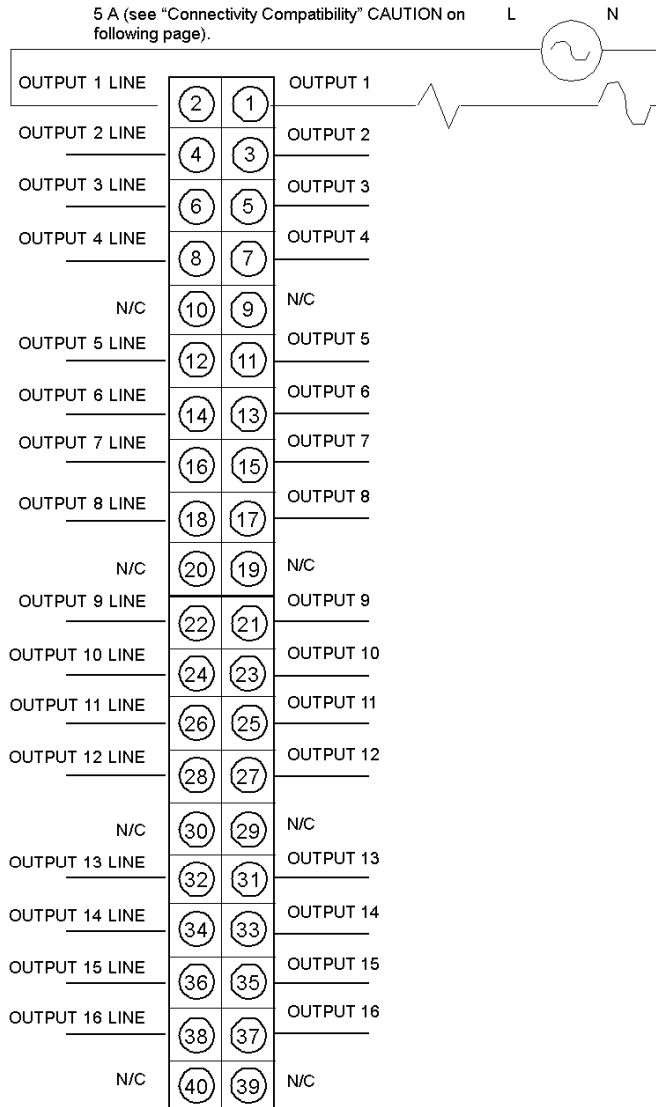 5 A (see “Connectivity Compatibility” CAUTION on L N
following page).
OUTPUT 1 LINE 2 1 OUTPUT 1
OUTPUT 2 LINE 4 3 OUTPUT 2
OUTPUT 3 LINE 6 5 OUTPUT 3
OUTPUT 4 LINE 8 7 OUTPUT 4
N/C 10 9 N/C
OUTPUT 5 LINE 12 11 OUTPUT 5
OUTPUT 6 LINE 14 13 OUTPUT 6
OUTPUT 7 LINE 16 15 OUTPUT 7
OUTPUT 8 LINE 18 17 OUTPUT 8
N/C 20 19 N/C
OUTPUT 9 LINE 22 21 OUTPUT 9
OUTPUT 10 LINE 24 23 OUTPUT 10
OUTPUT 11 LINE 26 25 OUTPUT 11
OUTPUT 12 LINE 28 27 OUTPUT 12
N/C 30 29 N/C
OUTPUT 13 LINE 32 31 OUTPUT 13
OUTPUT 14 LINE 34 33 OUTPUT 14
OUTPUT 15 LINE 36 35 OUTPUT 15
OUTPUT 16 LINE 38 37 OUTPUT 16
N/C 40 39 N/C